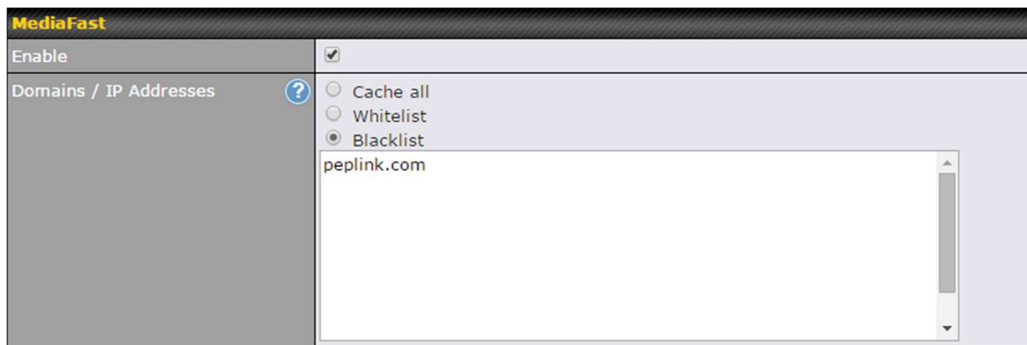 MediaFast
Enable
Domains / IP Addresses ?
Cache all
Whitelist
Blacklist
peplink.com